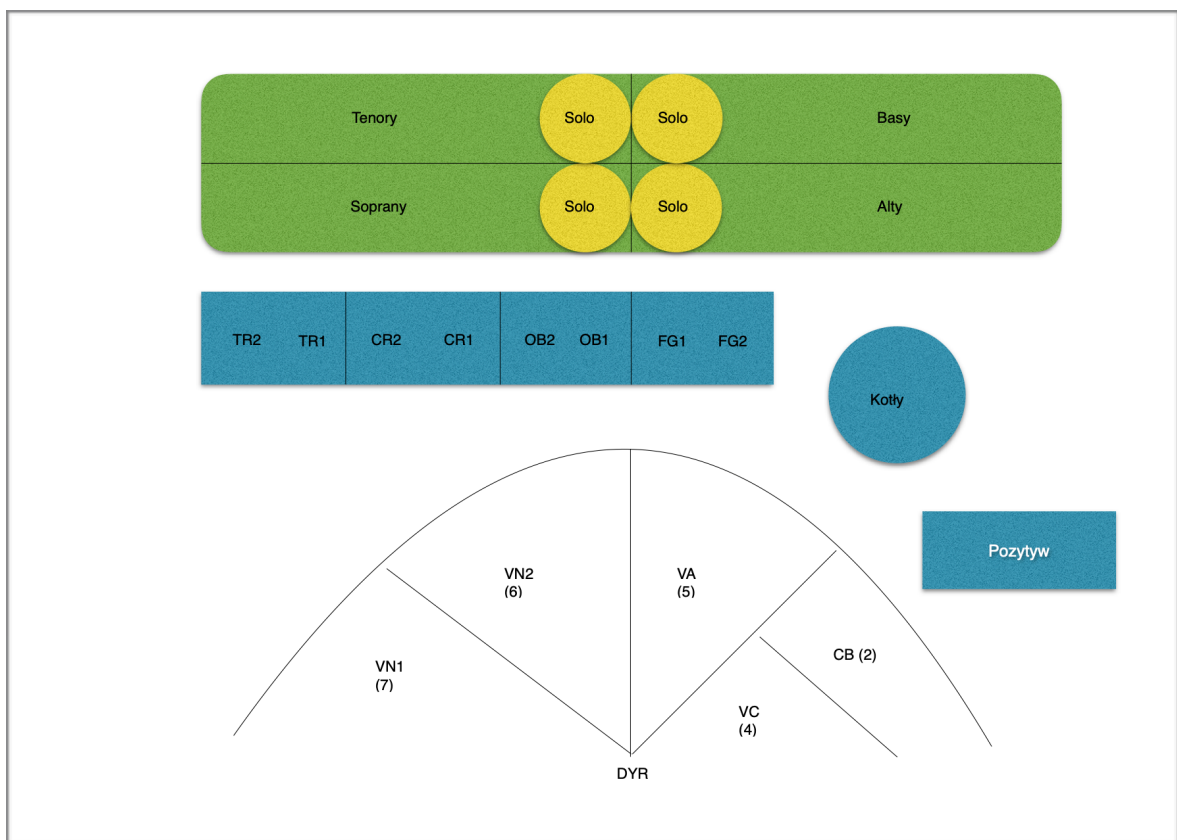 Tenory
Solo
Solo
Basy
Soprany
Solo
Solo
Alty
TR2
TR1
CR2
CR1
OB2
OB1
FG1
FG2
Kotły
Pozytyw
VN2
(6)
VA
(5)
VN1
(7)
CB (2)
VC
(4)
DYR